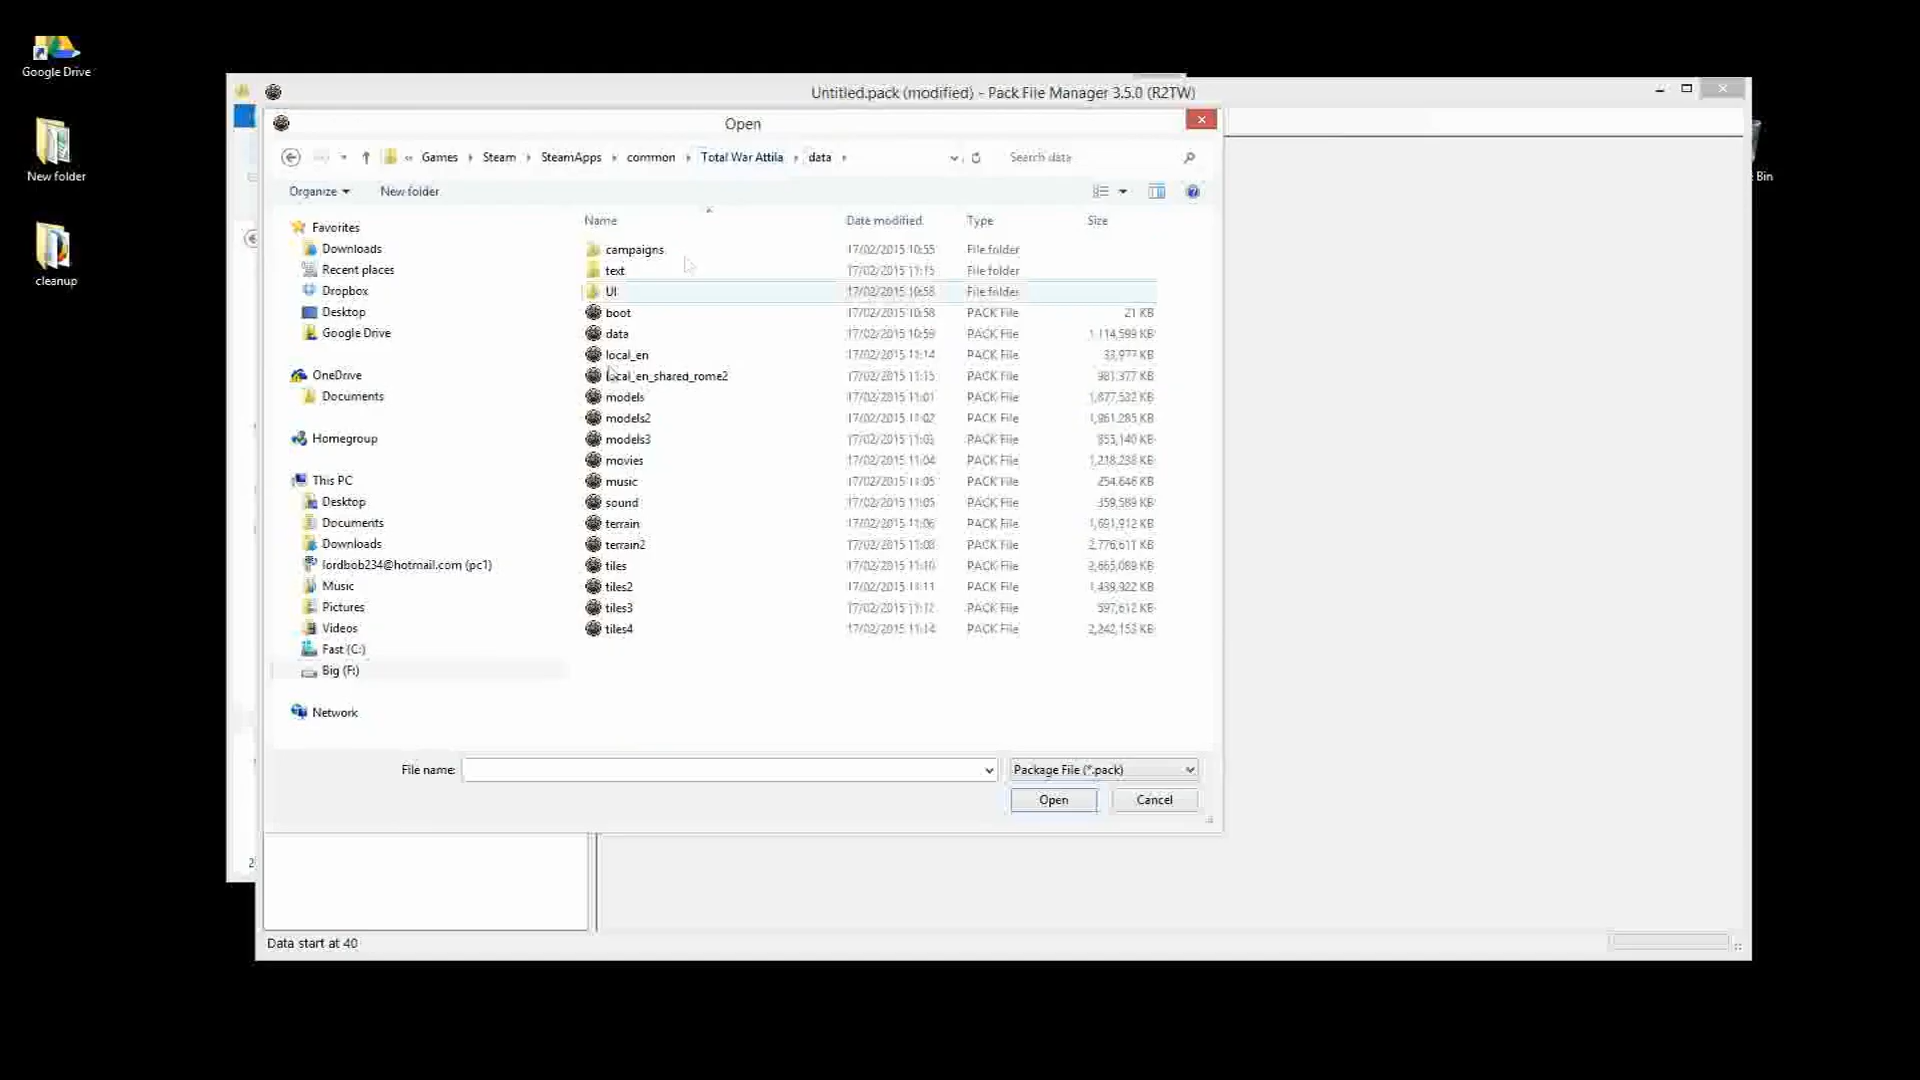 Google Drive
New folder
cleanup
Bin
Untitled.pack (modified) - Pack File Manager 3.5.0 (R2TW)
Open
« Games Steam SteamApps common Total War Attila data
Search data
Organize New folder
Favorites
Downloads
Recent places
Dropbox
Desktop
Google Drive
OneDrive
Documents
Homegroup
This PC
Desktop
Documents
Downloads
lordbob234@hotmail.com (pc1)
Music
Pictures
Videos
Fast (C:)
Big (F:)
Network
Name Date modified Type Size
campaigns 17/02/2015 10:55 File folder
text 17/02/2015 11:15 File folder
UI 17/02/2015 10:58 File folder
boot 17/02/2015 10:58 PACK File 21 KB
data 17/02/2015 10:59 PACK File 1,114,599 KB
local_en 17/02/2015 11:14 PACK File 33,977 KB
local_en_shared_rome2 17/02/2015 11:15 PACK File 981,377 KB
models 17/02/2015 11:01 PACK File 1,877,532 KB
models2 17/02/2015 11:02 PACK File 1,961,285 KB
models3 17/02/2015 11:03 PACK File 853,140 KB
movies 17/02/2015 11:04 PACK File 1,218,238 KB
music 17/02/2015 11:05 PACK File 254,646 KB
sound 17/02/2015 11:05 PACK File 359,589 KB
terrain 17/02/2015 11:06 PACK File 1,691,912 KB
terrain2 17/02/2015 11:08 PACK File 2,776,611 KB
tiles 17/02/2015 11:10 PACK File 2,665,089 KB
tiles2 17/02/2015 11:11 PACK File 1,439,922 KB
tiles3 17/02/2015 11:12 PACK File 597,612 KB
tiles4 17/02/2015 11:14 PACK File 2,242,153 KB
File name:
Package File (*.pack)
Open Cancel
2
Data start at 40